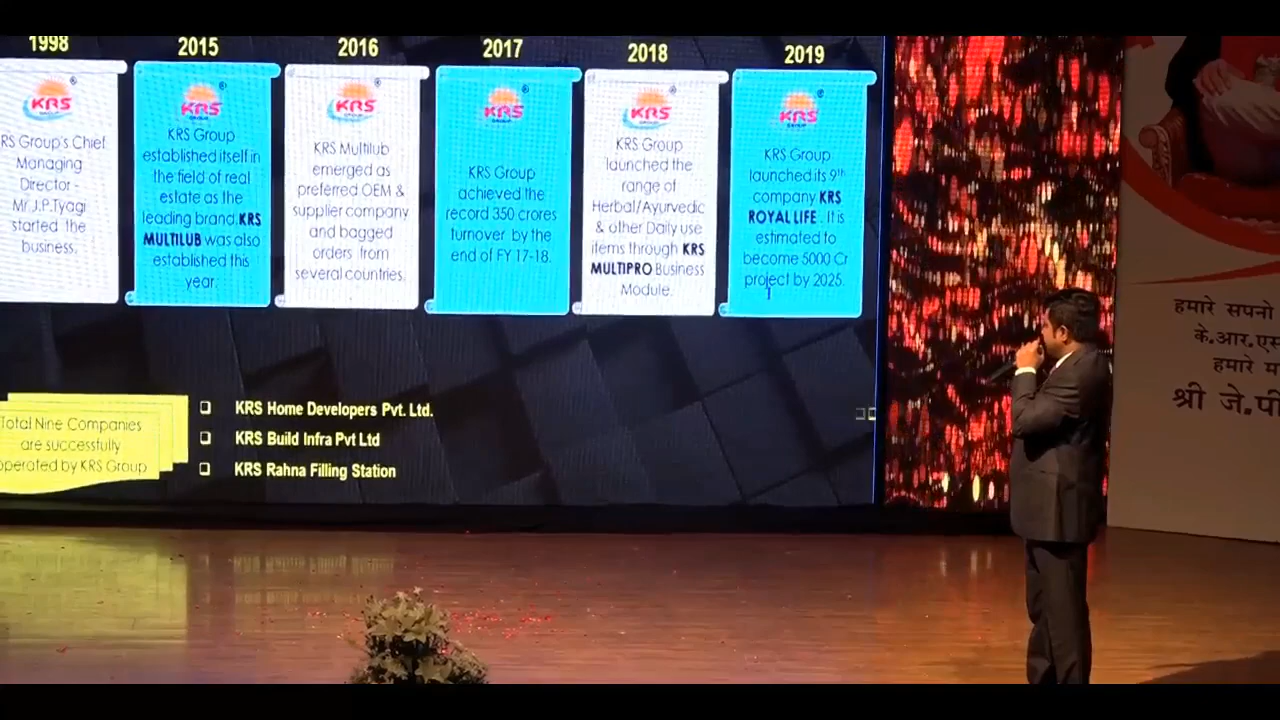 1998
2015
2016
2017
2018
2019
KRS
GROUP
RS Group's Chief
Managing
Director -
Mr.J.P.Tyagi
started the
business.
KRS
GROUP
KRS Group
established itself in
the field of real
estate as the
leading brand.KRS
MULTILUB was also
established this
year.
KRS
GROUP
KRS Multilub
emerged as
preferred OEM &
supplier company
and bagged
orders from
several countries.
KRS
GROUP
KRS Group
achieved the
record 350 crores
turnover by the
end of FY 17-18.
KRS
GROUP
KRS Group
launched the
range of
Herbal/Ayurvedic
& other Daily use
items through KRS
MULTIPRO Business
Module.
KRS
GROUP
KRS Group
launched its 9th
company KRS
ROYAL LIFE . It is
estimated to
become 5000 Cr
project by 2025.
Total Nine Companies
are successfully
operated by KRS Group
KRS Home Developers Pvt. Ltd.
KRS Build Infra Pvt Ltd
KRS Rahna Filling Station
हमारे सपनो
के.आर.एस
हमारे
श्री जे.पी